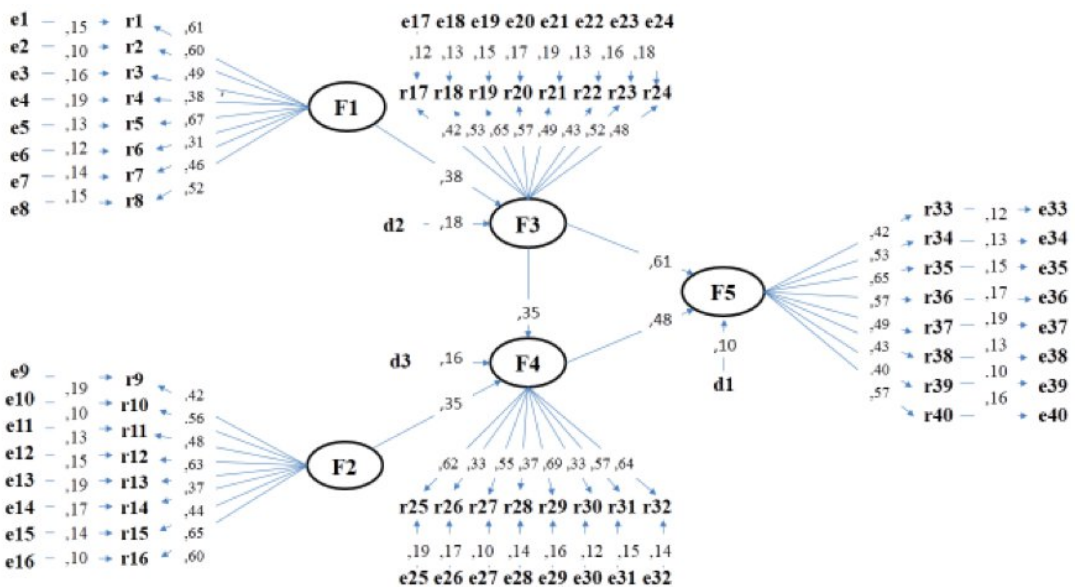 e1 ,15 r1 ,61
e2 ,10 r2 ,60
e3 ,16 r3 ,49
e4 ,19 r4 ,38
e5 ,13 r5 ,67
e6 ,12 r6 ,31
e7 ,14 r7 ,46
e8 ,15 r8 ,52
F1
e17 e18 e19 e20 e21 e22 e23 e24
,12 ,13 ,15 ,17 ,19 ,13 ,16 ,18
r17 r18 r19 r20 r21 r22 r23 r24
,42 ,53 ,65 ,57 ,49 ,43 ,52 ,48
,38
d2 ,18 F3
,61
,35
F5
,48
,10
d1
d3 ,16 F4
,35
e9 ,19 r9 ,42
e10 ,10 r10 ,56
e11 ,13 r11 ,48
e12 ,15 r12 ,63
e13 ,19 r13 ,37
e14 ,17 r14 ,44
e15 ,14 r15 ,65
e16 ,10 r16 ,60
F2
,62 ,33 ,55 ,37 ,69 ,33 ,57 ,64
r25 r26 r27 r28 r29 r30 r31 r32
,19 ,17 ,10 ,14 ,16 ,12 ,15 ,14
e25 e26 e27 e28 e29 e30 e31 e32
,42 r33 ,12 e33
,53 r34 ,13 e34
,65 r35 ,15 e35
,57 r36 ,17 e36
,49 r37 ,19 e37
,43 r38 ,13 e38
,40 r39 ,10 e39
,57 r40 ,16 e40